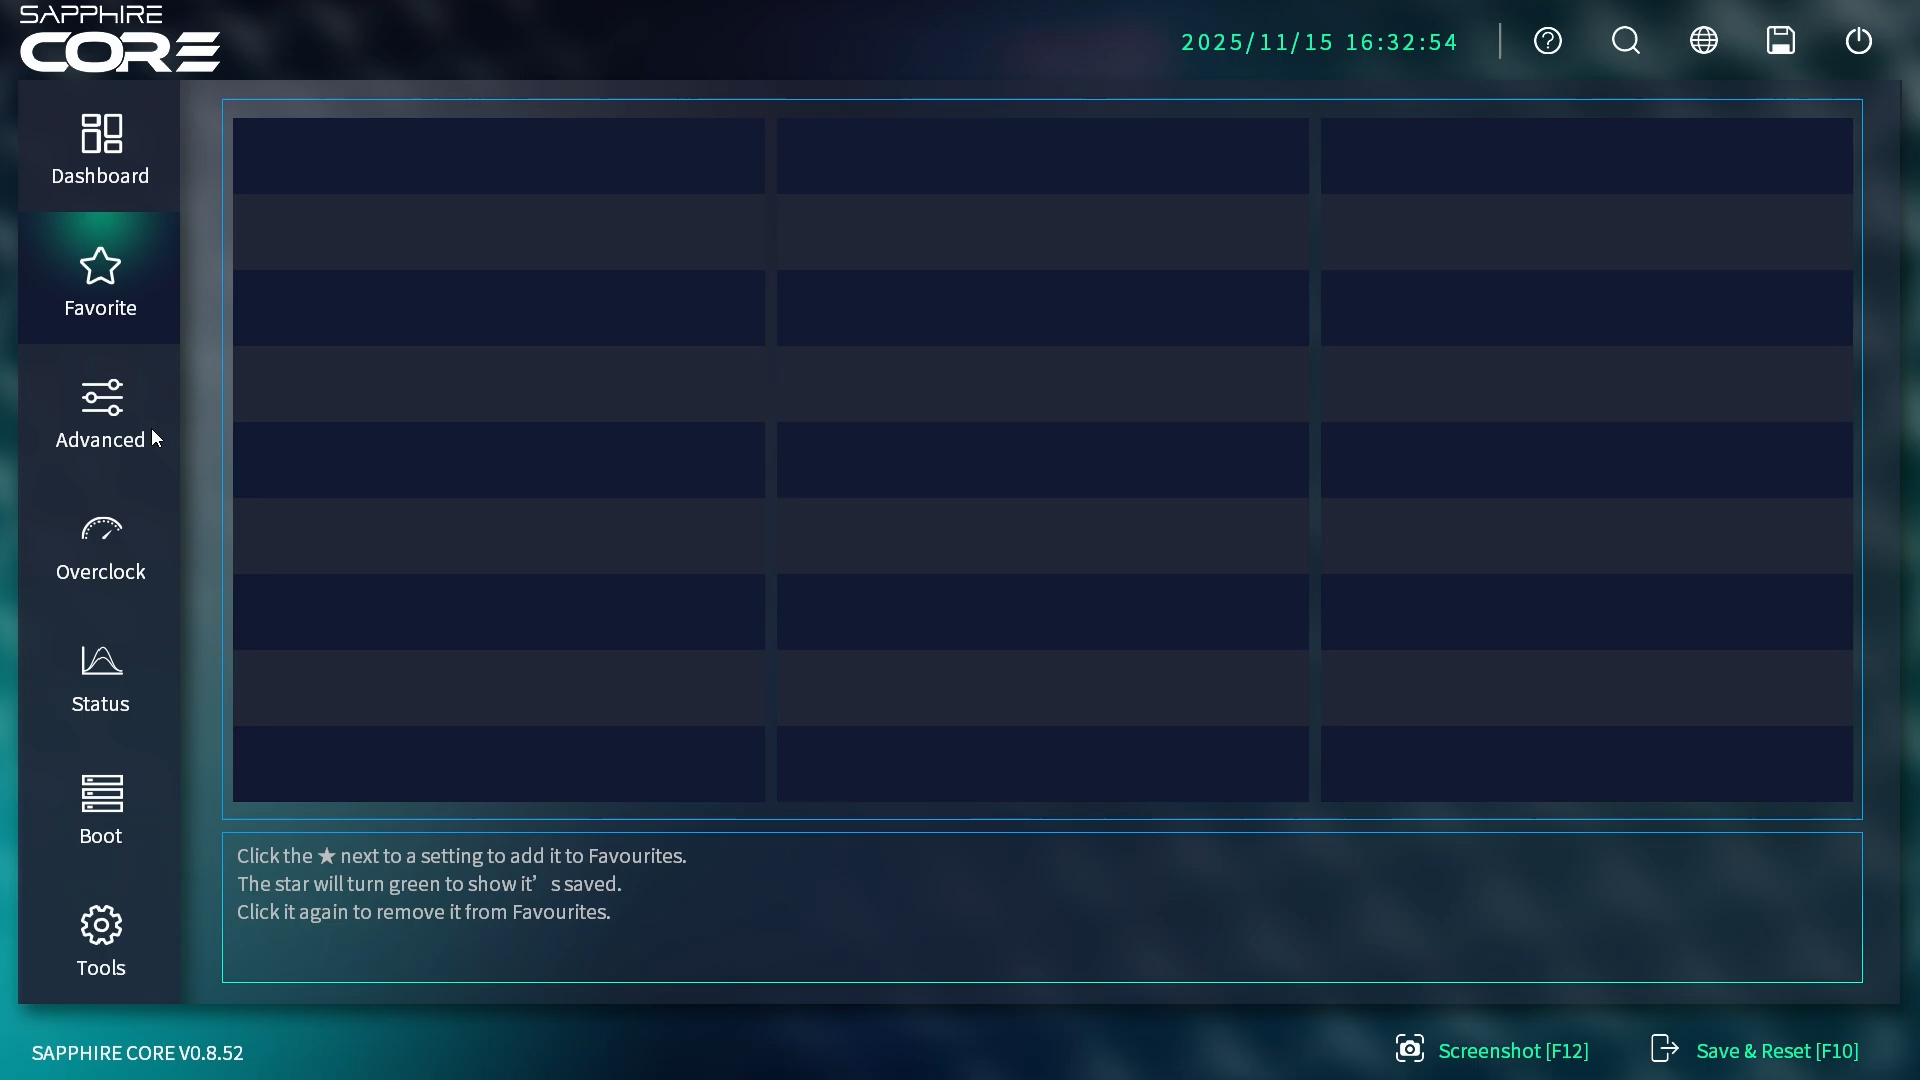 SAPPHIRE
CORE
2025/11/15 16:32:54
Dashboard
Favorite
Advanced
Overclock
Status
Boot
Tools
Click the ★ next to a setting to add it to Favourites.
The star will turn green to show it’ s saved.
Click it again to remove it from Favourites.
SAPPHIRE CORE V0.8.52
Screenshot [F12]
Save & Reset [F10]